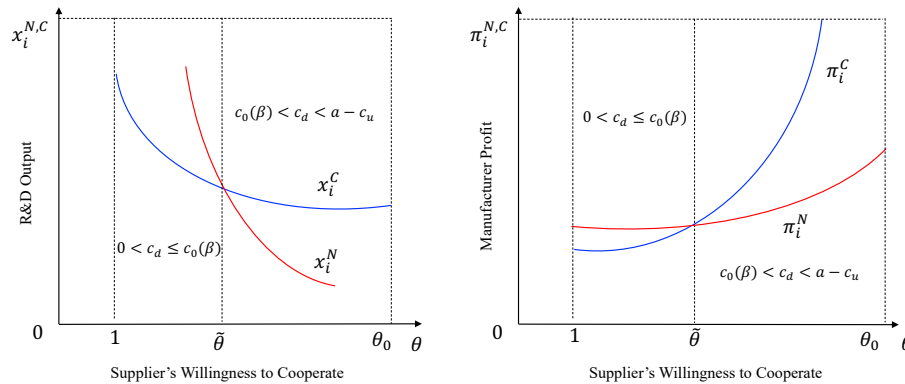 x_i^{N,C}
R&D Output
c_0(β) < c_d < a − c_u
x_i^C
0 < c_d ≤ c_0(β)
x_i^N
0
1
θ̃
θ_0
θ
Supplier's Willingness to Cooperate
π_i^{N,C}
Manufacturer Profit
π_i^C
0 < c_d ≤ c_0(β)
π_i^N
c_0(β) < c_d < a − c_u
0
1
θ̃
θ_0
θ
Supplier's Willingness to Cooperate